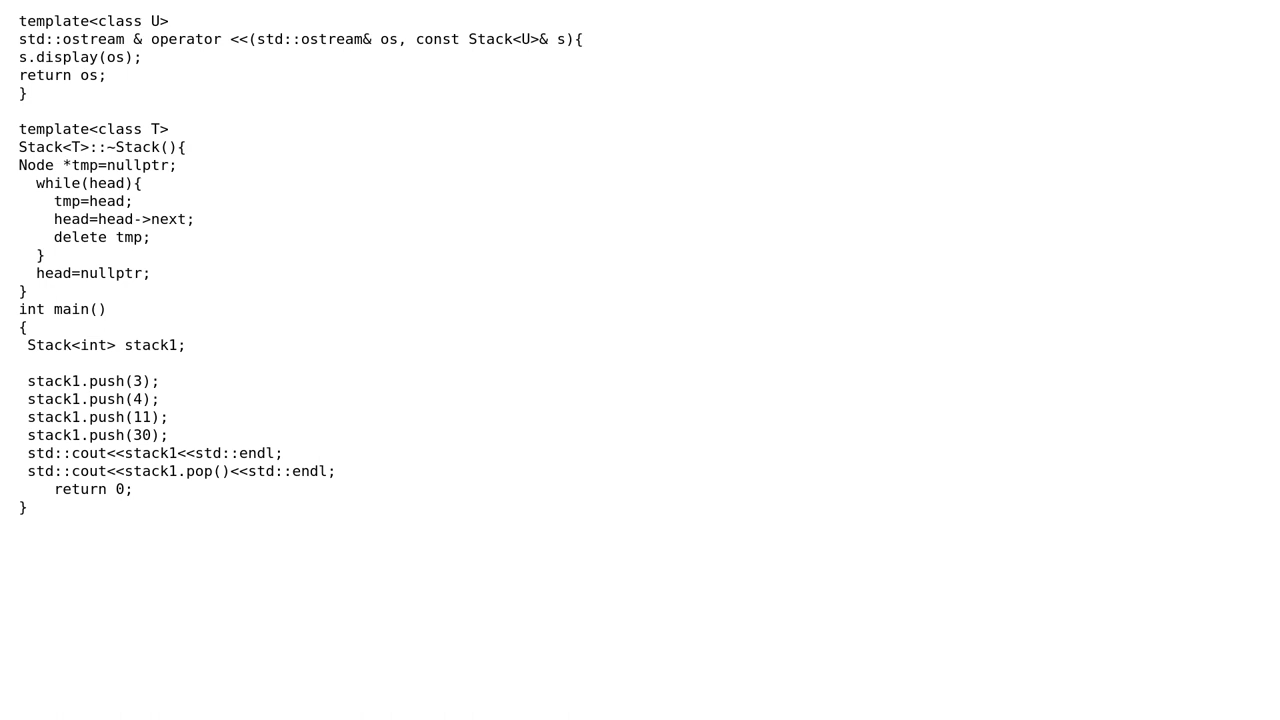 template<class U>
std::ostream & operator <<(std::ostream& os, const Stack<U>& s){
s.display(os);
return os;
}

template<class T>
Stack<T>::~Stack(){
Node *tmp=nullptr;
  while(head){
    tmp=head;
    head=head->next;
    delete tmp;
  }
  head=nullptr;
}
int main()
{
 Stack<int> stack1;

 stack1.push(3);
 stack1.push(4);
 stack1.push(11);
 stack1.push(30);
 std::cout<<stack1<<std::endl;
 std::cout<<stack1.pop()<<std::endl;
    return 0;
}